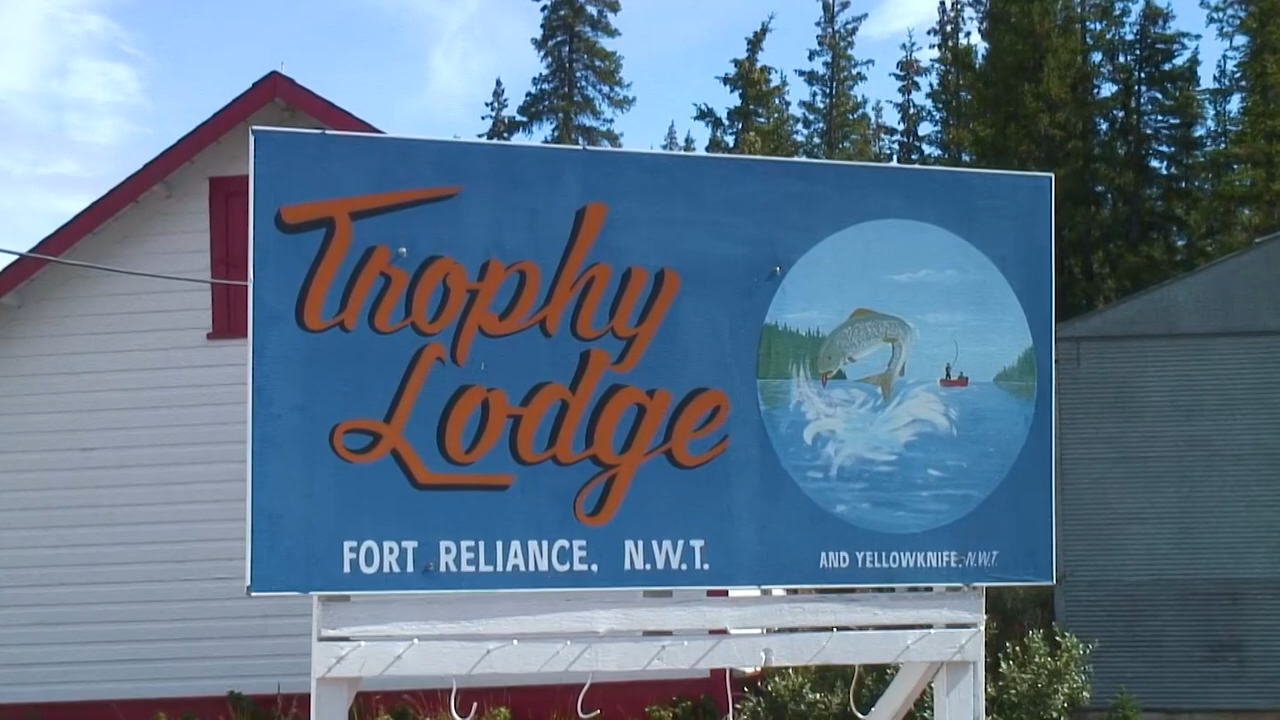 Trophy
Lodge
FORT RELIANCE, N.W.T.
AND YELLOWKNIFE, N.W.T.